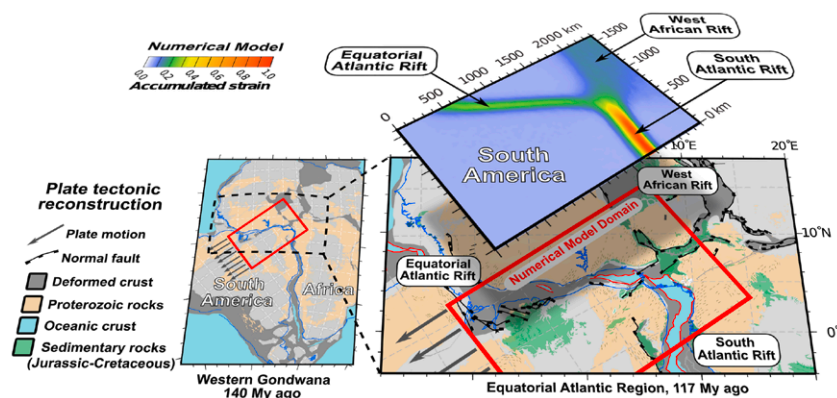 Numerical Model
0.0 0.2 0.4 0.6 0.8 1.0
Accumulated strain
Equatorial
Atlantic Rift
West
African Rift
South
Atlantic Rift
0 500 1000 1500 2000 km
1500
1000
500
0 km
South
America
10°E
20°E
10°N
0°
Plate tectonic
reconstruction
Plate motion
Normal fault
Deformed crust
Proterozoic rocks
Oceanic crust
Sedimentary rocks
(Jurassic-Cretaceous)
South
America
Africa
Western Gondwana
140 My ago
West
African Rift
Numerical Model Domain
Equatorial
Atlantic Rift
South
Atlantic Rift
Equatorial Atlantic Region, 117 My ago